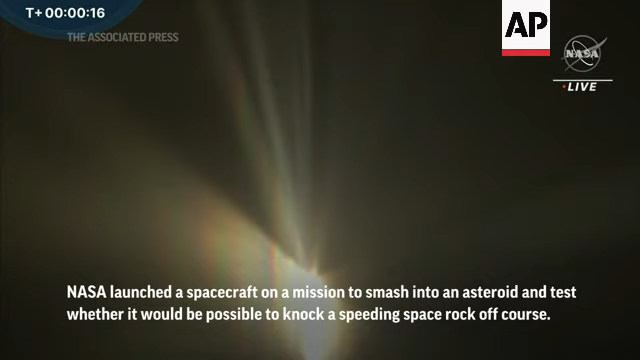 T+ 00:00:16
THE ASSOCIATED PRESS
AP
NASA
LIVE
NASA launched a spacecraft on a mission to smash into an asteroid and test
whether it would be possible to knock a speeding space rock off course.